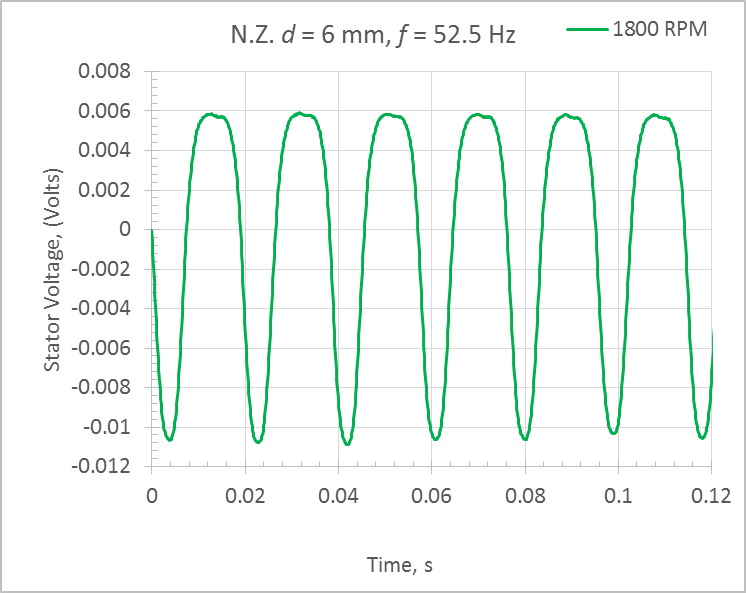 N.Z. d = 6 mm, f = 52.5 Hz
1800 RPM
0.008
0.006
0.004
0.002
0
-0.002
-0.004
-0.006
-0.008
-0.01
-0.012
Stator Voltage, (Volts)
0 0.02 0.04 0.06 0.08 0.1 0.12
Time, s